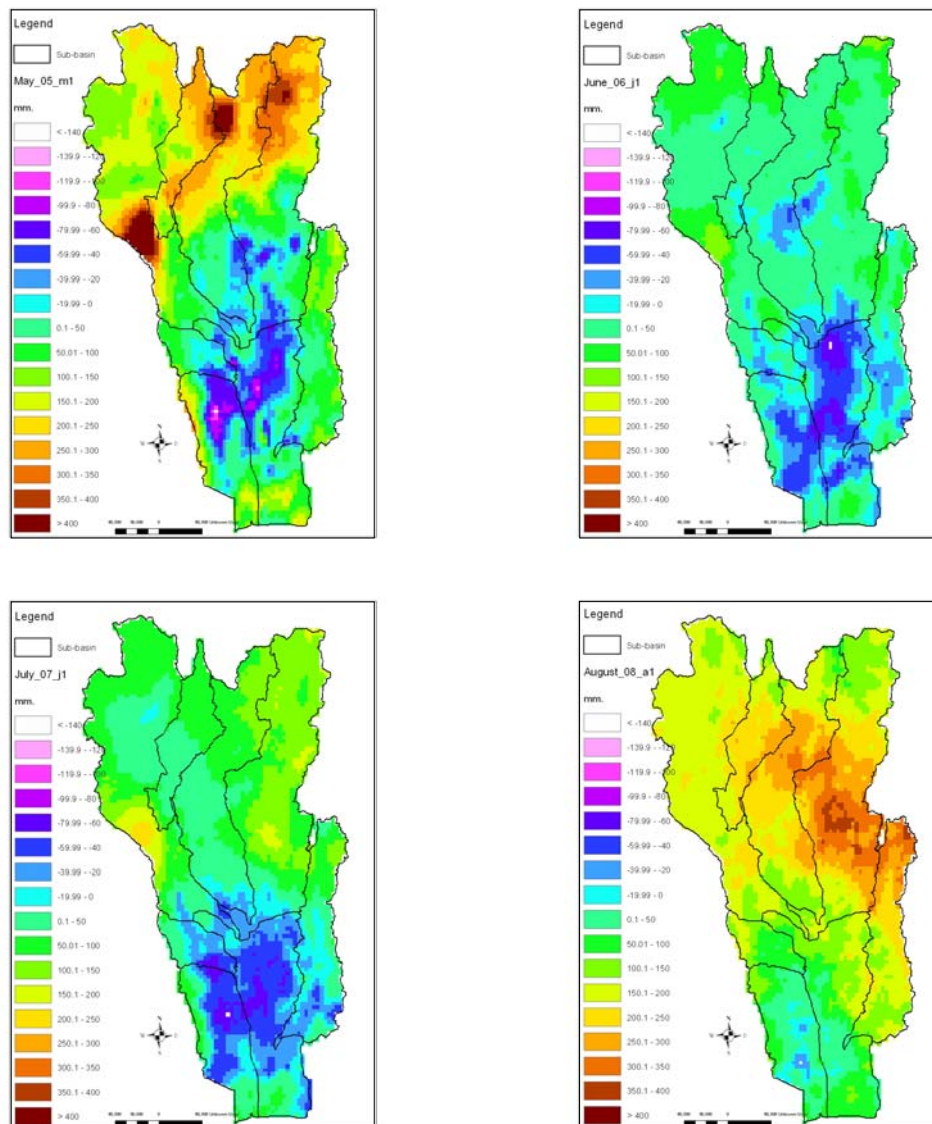 Legend
Sub-basin
May_05_m1
mm.
< -140
-139.9 - -12
-119.9 - -100
-99.9 - -80
-79.99 - -60
-59.99 - -40
-39.99 - -20
-19.99 - 0
0.1 - 50
50.01 - 100
100.1 - 150
150.1 - 200
200.1 - 250
250.1 - 300
300.1 - 350
350.1 - 400
> 400
Legend
Sub-basin
June_06_j1
mm.
< -140
-139.9 - -12
-119.9 - -100
-99.9 - -80
-79.99 - -60
-59.99 - -40
-39.99 - -20
-19.99 - 0
0.1 - 50
50.01 - 100
100.1 - 150
150.1 - 200
200.1 - 250
250.1 - 300
300.1 - 350
350.1 - 400
> 400
Legend
Sub-basin
July_07_j1
mm.
< -140
-139.9 - -12
-119.9 - -100
-99.9 - -80
-79.99 - -60
-59.99 - -40
-39.99 - -20
-19.99 - 0
0.1 - 50
50.01 - 100
100.1 - 150
150.1 - 200
200.1 - 250
250.1 - 300
300.1 - 350
350.1 - 400
> 400
Legend
Sub-basin
August_08_a1
mm.
< -140
-139.9 - -12
-119.9 - -100
-99.9 - -80
-79.99 - -60
-59.99 - -40
-39.99 - -20
-19.99 - 0
0.1 - 50
50.01 - 100
100.1 - 150
150.1 - 200
200.1 - 250
250.1 - 300
300.1 - 350
350.1 - 400
> 400